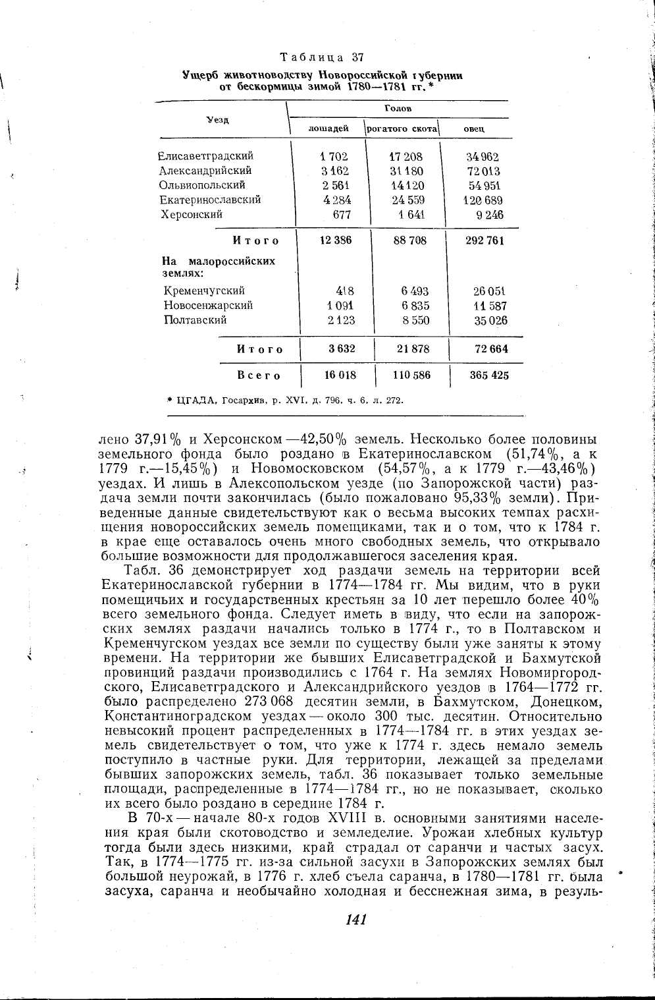 Таблица 37
Ущерб животноводству Новороссийской губернии
от бескормицы зимой 1780—1781 гг. *
Уезд
Голов
лошадей рогатого скота овец
Елисаветградский 1 702 17 208 34 962
Александрийский 3 162 31 180 72 013
Ольвиопольский 2 561 14 120 54 951
Екатеринославский 4 284 24 559 120 689
Херсонский 677 1 641 9 246
Итого 12 386 88 708 292 761
На малороссийских
землях:
Кременчугский 418 6 493 26 051
Новосенжарский 1 091 6 835 11 587
Полтавский 2 123 8 550 35 026
Итого 3 632 21 878 72 664
Всего 16 018 110 586 365 425
* ЦГАДА, Госархив, р. XVI, д. 796, ч. 6, л. 272.
лено 37,91% и Херсонском —42,50% земель. Несколько более половины
земельного фонда было роздано в Екатеринославском (51,74%, а к
1779 г.—15,45%) и Новомосковском (54,57%, а к 1779 г.—43,46%)
уездах. И лишь в Алексопольском уезде (по Запорожской части) раз-
дача земли почти закончилась (было пожаловано 95,33% земли). При-
веденные данные свидетельствуют как о весьма высоких темпах расхи-
щения новороссийских земель помещиками, так и о том, что к 1784 г.
в крае еще оставалось очень много свободных земель, что открывало
большие возможности для продолжавшегося заселения края.
Табл. 36 демонстрирует ход раздачи земель на территории всей
Екатеринославской губернии в 1774—1784 гг. Мы видим, что в руки
помещичьих и государственных крестьян за 10 лет перешло более 40%
всего земельного фонда. Следует иметь в виду, что если на запорож-
ских землях раздачи начались только в 1774 г., то в Полтавском и
Кременчугском уездах все земли по существу были уже заняты к этому
времени. На территории же бывших Елисаветградской и Бахмутской
провинций раздачи производились с 1764 г. На землях Новомиргород-
ского, Елисаветградского и Александрийского уездов в 1764—1772 гг.
было распределено 273 068 десятин земли, в Бахмутском, Донецком,
Константиноградском уездах — около 300 тыс. десятин. Относительно
невысокий процент распределенных в 1774—1784 гг. в этих уездах зе-
мель свидетельствует о том, что уже к 1774 г. здесь немало земель
поступило в частные руки. Для территории, лежащей за пределами
бывших запорожских земель, табл. 36 показывает только земельные
площади, распределенные в 1774—1784 гг., но не показывает, сколько
их всего было роздано в середине 1784 г.
В 70-х — начале 80-х годов XVIII в. основными занятиями населе-
ния края были скотоводство и земледелие. Урожаи хлебных культур
тогда были здесь низкими, край страдал от саранчи и частых засух.
Так, в 1774—1775 гг. из-за сильной засухи в Запорожских землях был
большой неурожай, в 1776 г. хлеб съела саранча, в 1780—1781 гг. была
засуха, саранча и необычайно холодная и бесснежная зима, в резуль-
141